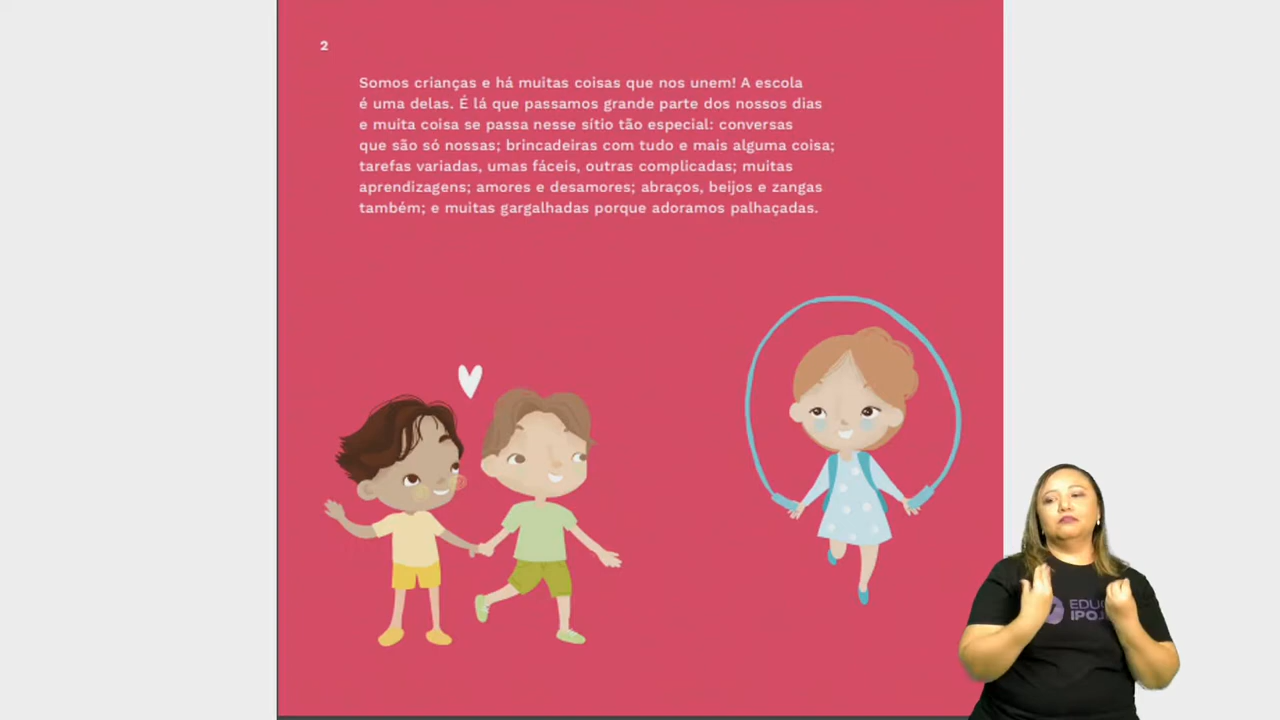 2
Somos crianças e há muitas coisas que nos unem! A escola
é uma delas. É lá que passamos grande parte dos nossos dias
e muita coisa se passa nesse sítio tão especial: conversas
que são só nossas; brincadeiras com tudo e mais alguma coisa;
tarefas variadas, umas fáceis, outras complicadas; muitas
aprendizagens; amores e desamores; abraços, beijos e zangas
também; e muitas gargalhadas porque adoramos palhaçadas.